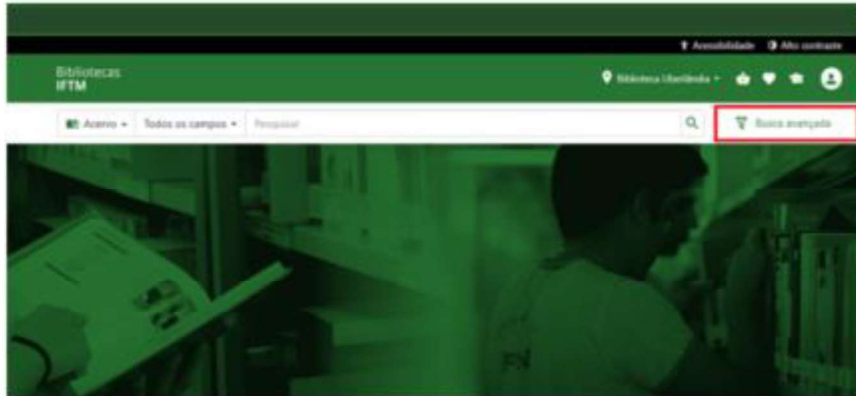 Acessibilidade Alto contraste
Bibliotecas
IFTM
Biblioteca Uberlândia
Acervo Todos os campos Pesquisar Busca avançada